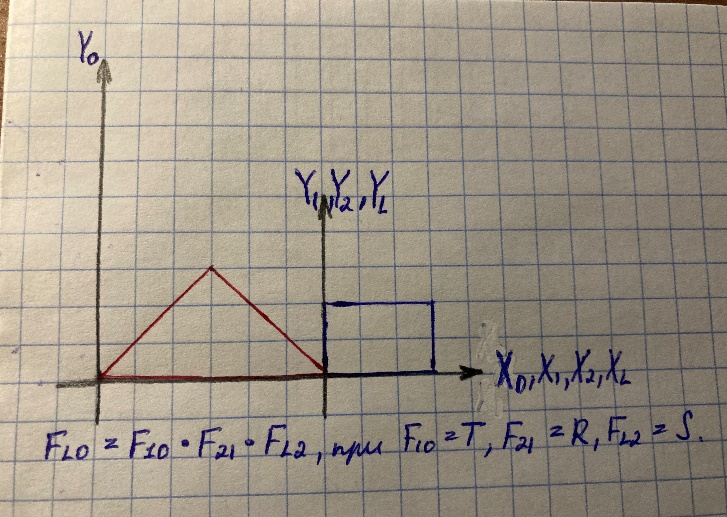 Y₀
Y₁, Y₂, Y_L
X₀, X₁, X₂, X_L
F_L0 = F₁₀ • F₂₁ • F_L2, при F₁₀ = T, F₂₁ = R, F_L2 = S.